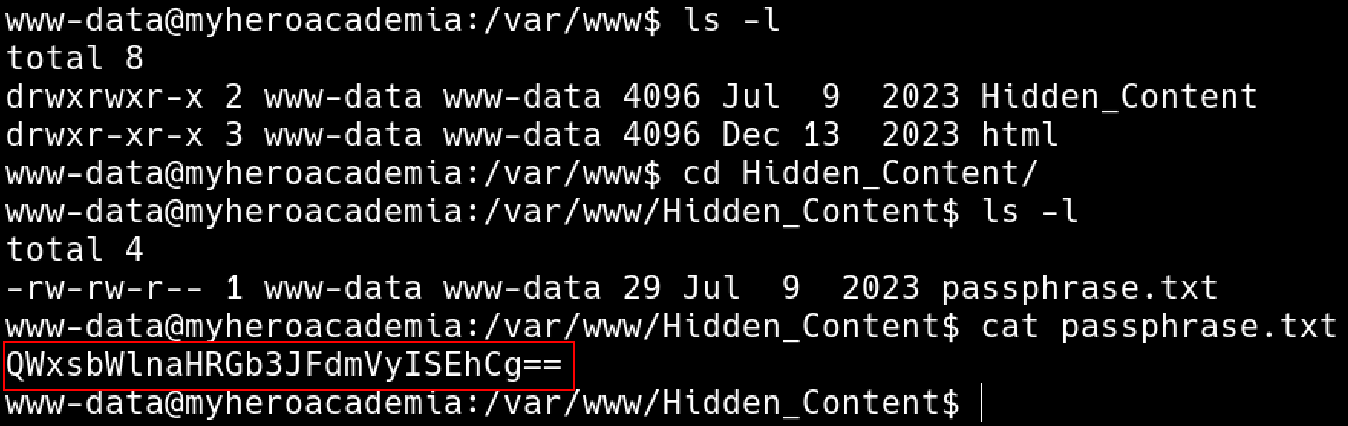 www-data@myheroacademia:/var/www$ ls -l
total 8
drwxrwxr-x 2 www-data www-data 4096 Jul  9  2023 Hidden_Content
drwxr-xr-x 3 www-data www-data 4096 Dec 13  2023 html
www-data@myheroacademia:/var/www$ cd Hidden_Content/
www-data@myheroacademia:/var/www/Hidden_Content$ ls -l
total 4
-rw-rw-r-- 1 www-data www-data 29 Jul  9  2023 passphrase.txt
www-data@myheroacademia:/var/www/Hidden_Content$ cat passphrase.txt
QWxsbWlnaHRGb3JFdmVyISEhCg==
www-data@myheroacademia:/var/www/Hidden_Content$